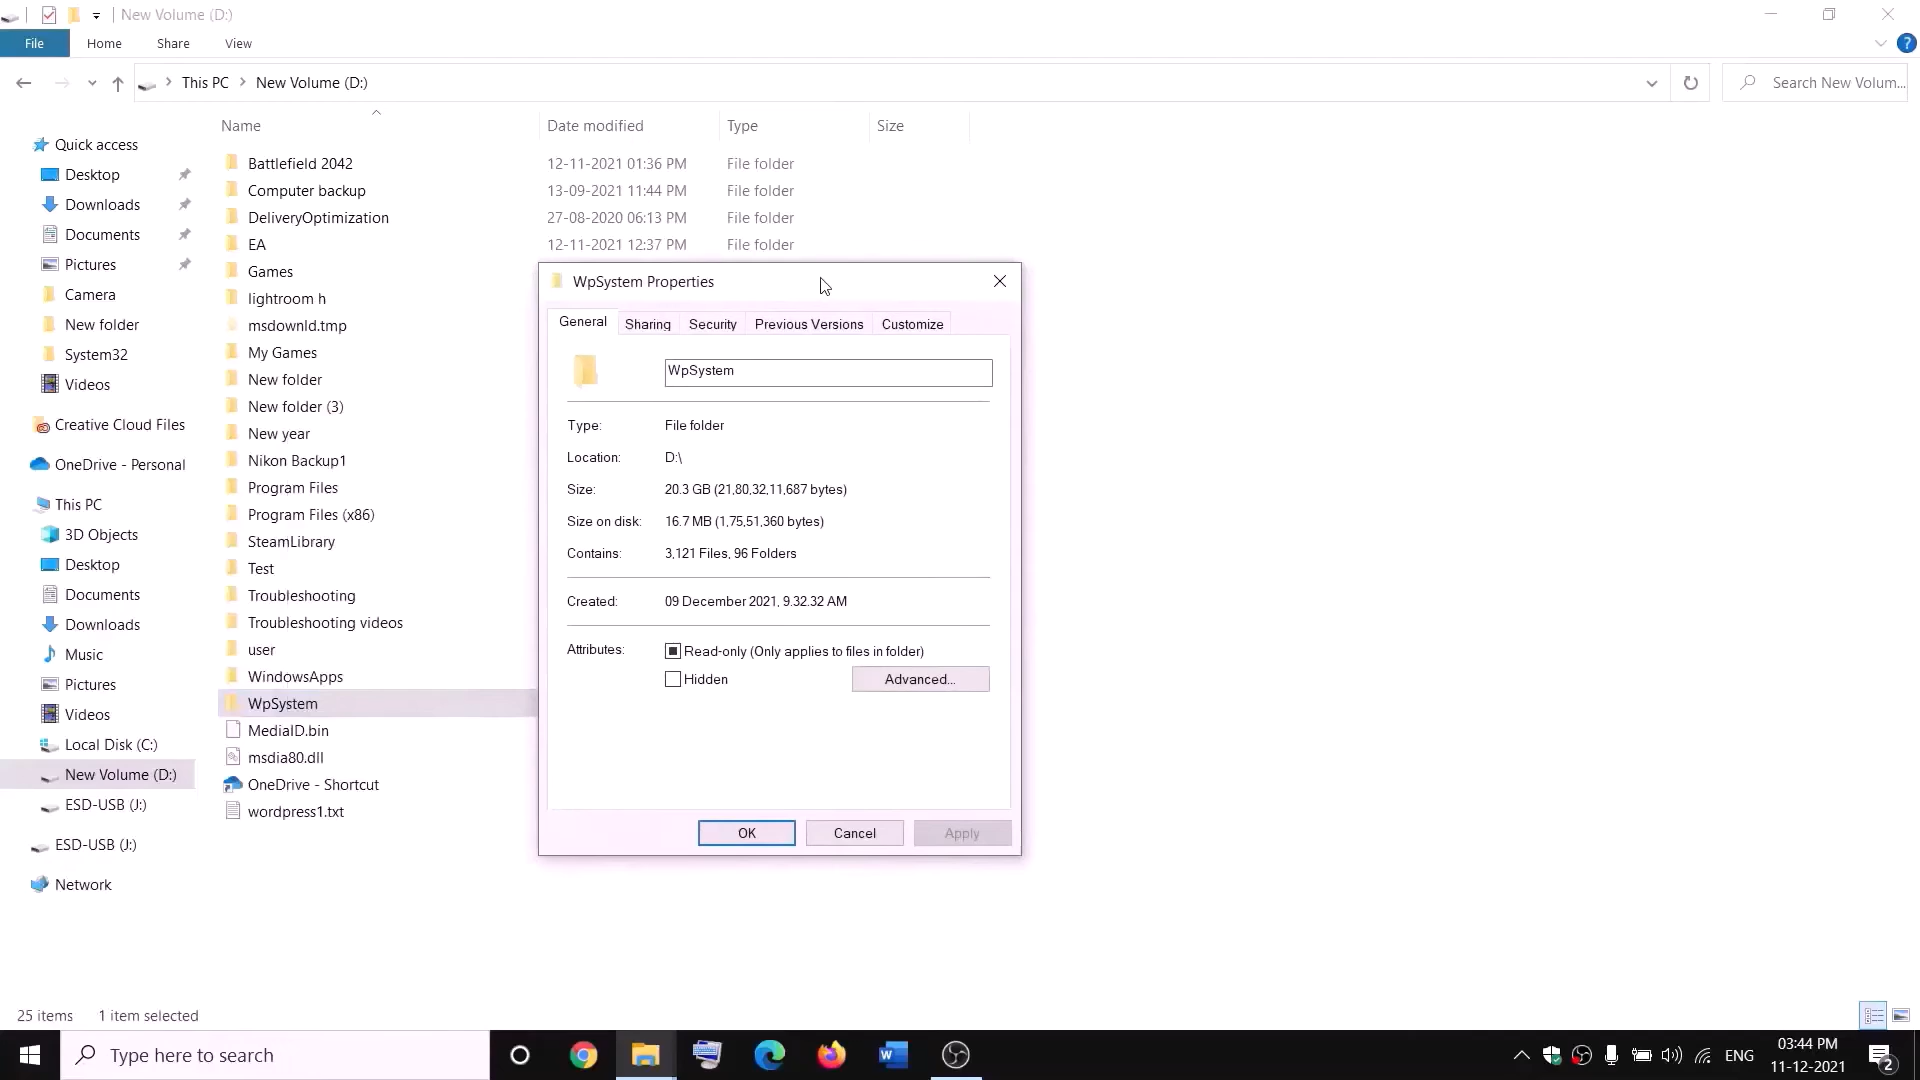 New Volume (D:)
File Home Share View
This PC New Volume (D:) Search New Volum...
Name Date modified Type Size
Quick access
Desktop
Downloads
Documents
Pictures
Camera
New folder
System32
Videos
Creative Cloud Files
OneDrive - Personal
This PC
3D Objects
Desktop
Documents
Downloads
Music
Pictures
Videos
Local Disk (C:)
New Volume (D:)
ESD-USB (J:)
ESD-USB (J:)
Network
Battlefield 2042 12-11-2021 01:36 PM File folder
Computer backup 13-09-2021 11:44 PM File folder
DeliveryOptimization 27-08-2020 06:13 PM File folder
EA 12-11-2021 12:37 PM File folder
Games
lightroom h
msdownld.tmp
My Games
New folder
New folder (3)
New year
Nikon Backup1
Program Files
Program Files (x86)
SteamLibrary
Test
Troubleshooting
Troubleshooting videos
user
WindowsApps
WpSystem
MediaID.bin
msdia80.dll
OneDrive - Shortcut
wordpress1.txt
WpSystem Properties
General Sharing Security Previous Versions Customize
WpSystem
Type: File folder
Location: D:\
Size: 20.3 GB (21,80,32,11,687 bytes)
Size on disk: 16.7 MB (1,75,51,360 bytes)
Contains: 3,121 Files, 96 Folders
Created: 09 December 2021, 9.32.32 AM
Attributes: Read-only (Only applies to files in folder)
Hidden Advanced...
OK Cancel Apply
25 items 1 item selected
Type here to search
ENG 03:44 PM
11-12-2021
2